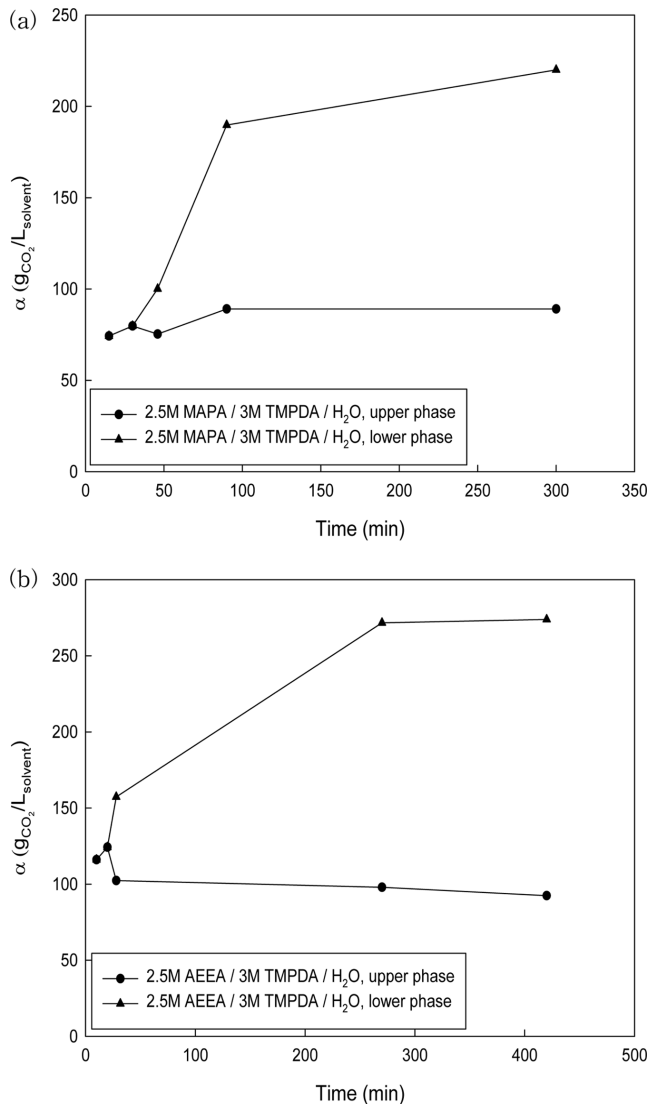 (a)
250
200
150
100
50
0
α (gCO₂/Lsolvent)
2.5M MAPA / 3M TMPDA / H₂O, upper phase
2.5M MAPA / 3M TMPDA / H₂O, lower phase
0 50 100 150 200 250 300 350
Time (min)
(b)
300
250
200
150
100
50
0
α (gCO₂/Lsolvent)
2.5M AEEA / 3M TMPDA / H₂O, upper phase
2.5M AEEA / 3M TMPDA / H₂O, lower phase
0 100 200 300 400 500
Time (min)